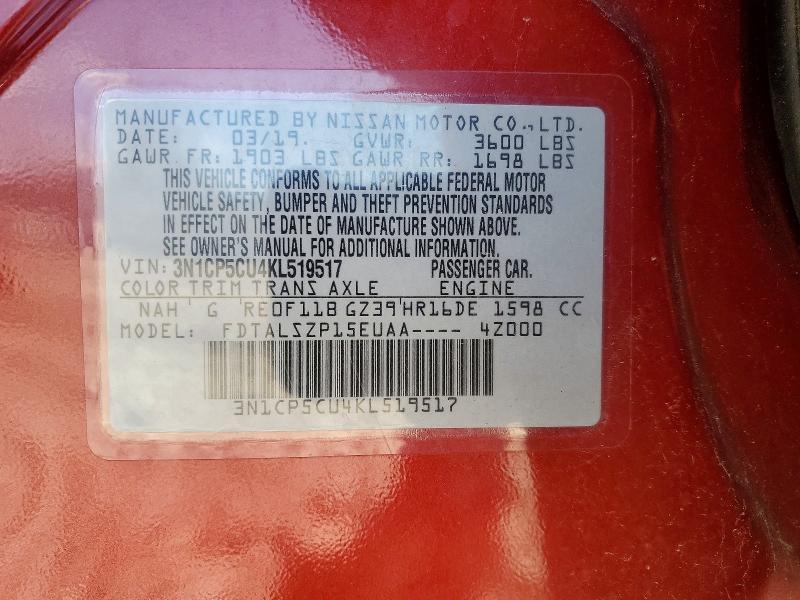 MANUFACTURED BY NISSAN MOTOR CO.,LTD.
DATE: 03/19. GVWR: 3600 LBS
GAWR FR: 1903 LBS GAWR RR: 1698 LBS
THIS VEHICLE CONFORMS TO ALL APPLICABLE FEDERAL MOTOR
VEHICLE SAFETY, BUMPER AND THEFT PREVENTION STANDARDS
IN EFFECT ON THE DATE OF MANUFACTURE SHOWN ABOVE.
SEE OWNER'S MANUAL FOR ADDITIONAL INFORMATION.
VIN: 3N1CP5CU4KL519517 PASSENGER CAR.
COLOR TRIM TRANS AXLE ENGINE
NAH G RE0F11B GZ39 HR16DE 1598 CC
MODEL: FDTALSZP15EUAA---- 4Z000
3N1CP5CU4KL519517